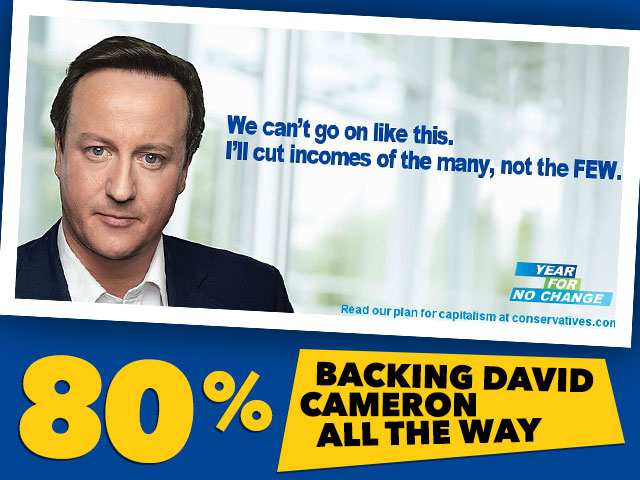 We can't go on like this.
I'll cut incomes of the many, not the FEW.
YEAR
FOR
NO CHANGE
Read our plan for capitalism at conservatives.con
80%
BACKING DAVID
CAMERON
ALL THE WAY